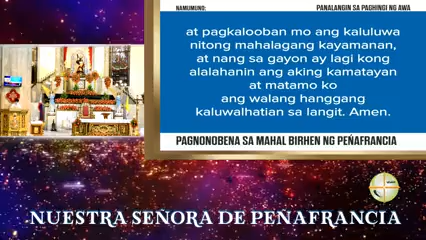 NAMUMUNO:
PANALANGIN SA PAGHINGI NG AWA
at pagkalooban mo ang kaluluwa
nitong mahalagang kayamanan,
at nang sa gayon ay lagi kong
alalahanin ang aking kamatayan
at matamo ko
ang walang hanggang
kaluwalhatian sa langit. Amen.
PAGNONOBENA SA MAHAL BIRHEN NG PEÑAFRANCIA
NUESTRA SEÑORA DE PEÑAFRANCIA